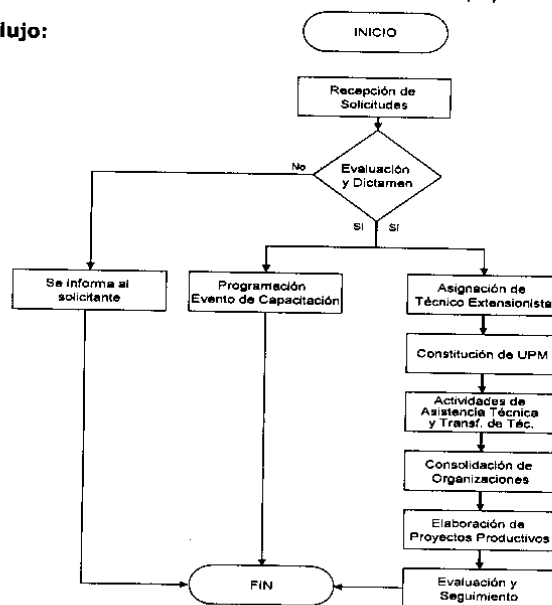 lujo:
INICIO
Recepción de
Solicitudes
Evaluación
y Dictamen
No
SI SI
Se informa al
solicitante
Programación
Evento de Capacitación
Asignación de
Técnico Extensionista
Constitución de UPM
Actividades de
Asistencia Técnica
y Transf. de Téc.
Consolidación de
Organizaciones
Elaboración de
Proyectos Productivos
Evaluación y
Seguimiento
FIN